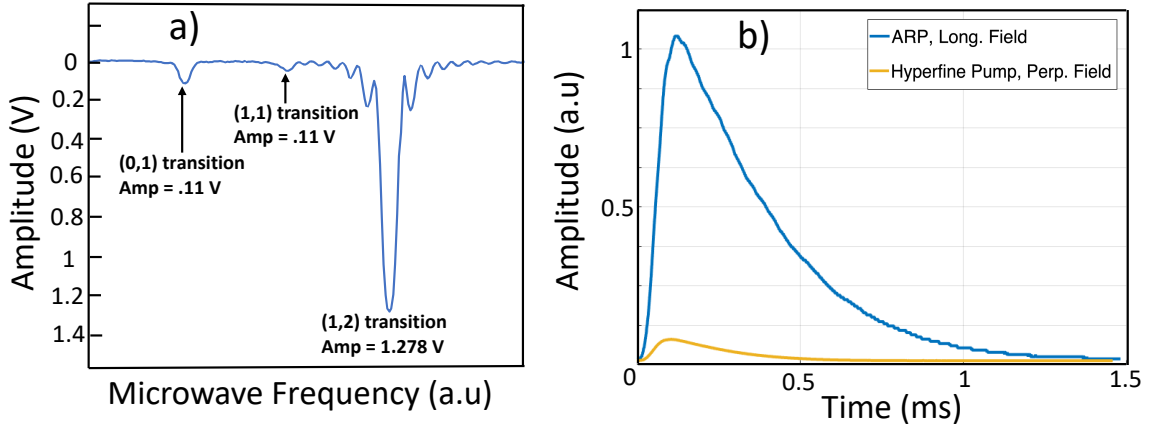 a)
Amplitude (V)
0
0.2
0.4
0.6
0.8
1
1.2
1.4
(0,1) transition
Amp = .11 V
(1,1) transition
Amp = .11 V
(1,2) transition
Amp = 1.278 V
Microwave Frequency (a.u)
b)
ARP, Long. Field
Hyperfine Pump, Perp. Field
Amplitude (a.u)
1
0.5
0
0 0.5 1 1.5
Time (ms)